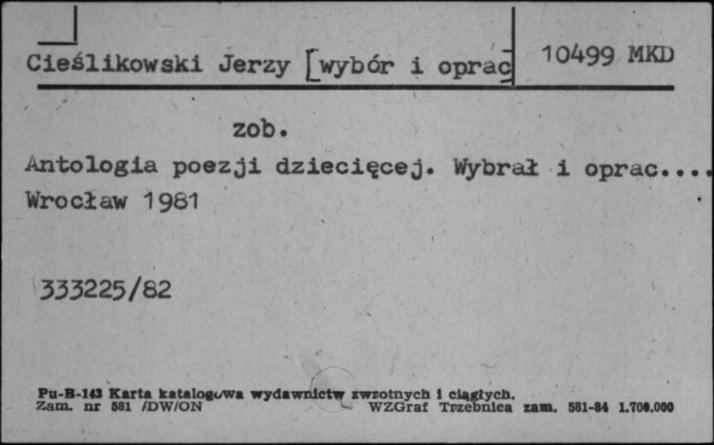 Cieślikowski Jerzy [wybór i oprac] 10499 MKD
zob.
Antologia poezji dziecięcej. Wybrał i oprac....
Wrocław 1981
333225/82
Pu-B-143 Karta katalogowa wydawnictw zwrotnych i ciągłych.
Zam. nr 581 /DW/ON WZGraf Trzebnica zam. 581-84 1.700.000